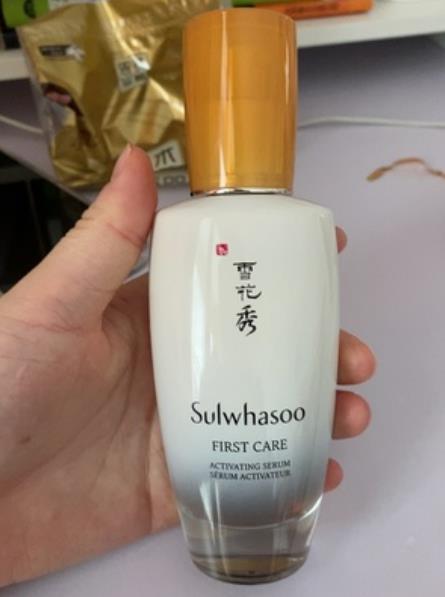 雪
花
秀
Sulwhasoo
FIRST CARE
ACTIVATING SERUM
SÉRUM ACTIVATEUR